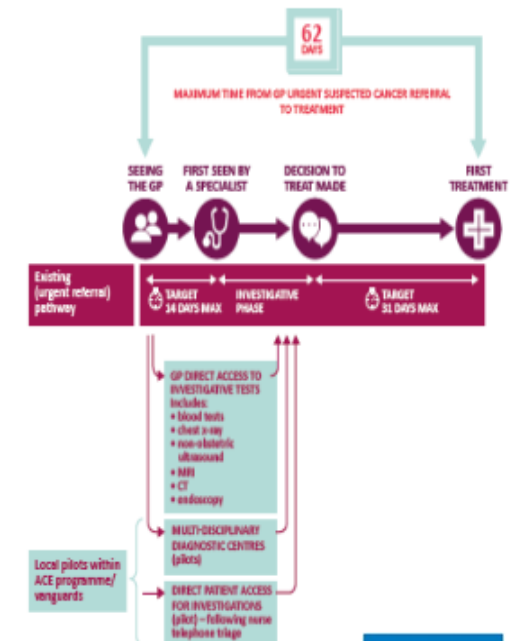 62
DAYS
MAXIMUM TIME FROM GP URGENT SUSPECTED CANCER REFERRAL
TO TREATMENT
SEEING
THE GP
FIRST SEEN BY
A SPECIALIST
DECISION TO
TREAT MADE
FIRST
TREATMENT
Existing
(urgent referral)
pathway
TARGET
14 DAYS MAX
INVESTIGATIVE
PHASE
TARGET
31 DAYS MAX
GP DIRECT ACCESS TO
INVESTIGATIVE TESTS
Includes:
• blood tests
• chest x-ray
• non-obstetric
ultrasound
• MRI
• CT
• endoscopy
MULTI-DISCIPLINARY
DIAGNOSTIC CENTRES
(pilots)
Local pilots within
ACE programme/
vanguards
DIRECT PATIENT ACCESS
FOR INVESTIGATIONS
(pilot) – following nurse
telephone triage